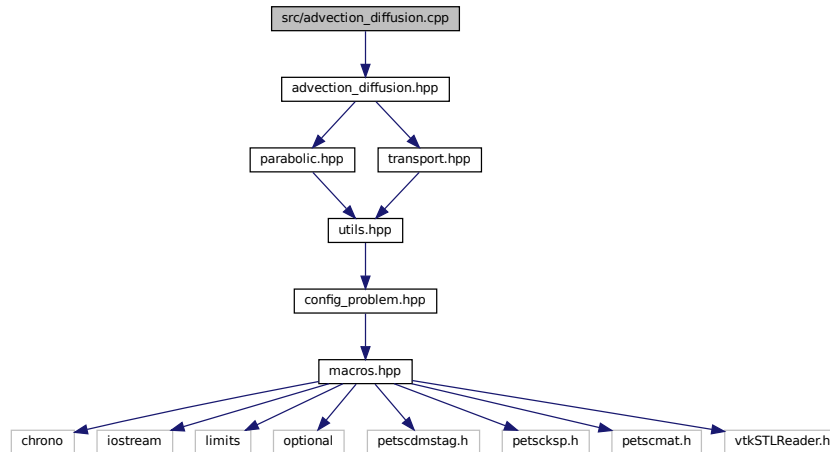 src/advection_diffusion.cpp
advection_diffusion.hpp
parabolic.hpp
transport.hpp
utils.hpp
config_problem.hpp
macros.hpp
chrono
iostream
limits
optional
petscdmstag.h
petscksp.h
petscmat.h
vtkSTLReader.h